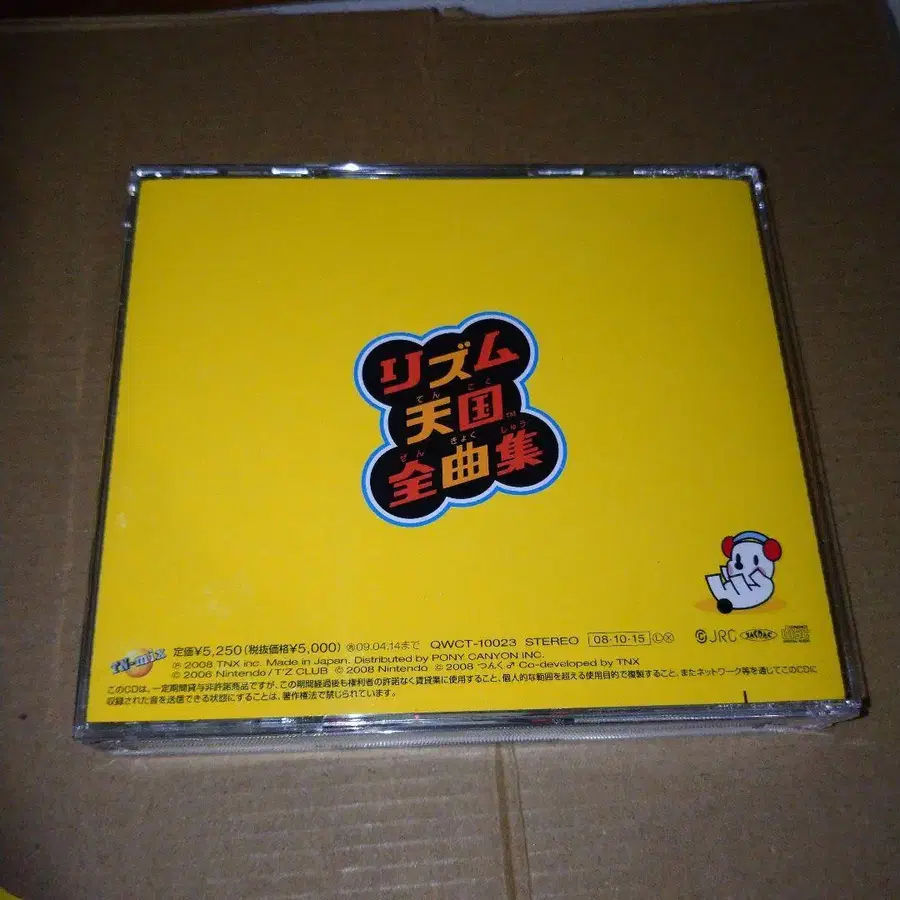 リズム
てんごく
天国™
ぜんきょくしゅう
全曲集
TNX
定価¥5,250(税抜価格¥5,000) 09.04.14まで QWCT-10023 STEREO 08-10-15 L X
℗ 2008 TNX inc. Made in Japan. Distributed by PONY CANYON INC.
© 2006 Nintendo/T'Z CLUB © 2008 Nintendo © 2008 つんく♂ Co-developed by TNX
このCDは、一定期間貸与非許諾商品ですが、この期間経過後も権利者の許諾なく賃貸業に使用すること、個人的な範囲を超える使用目的で複製すること、またネットワーク等を通じてこのCDに
収録された音を送信できる状態にすることは、著作権法で禁じられています。
JRC